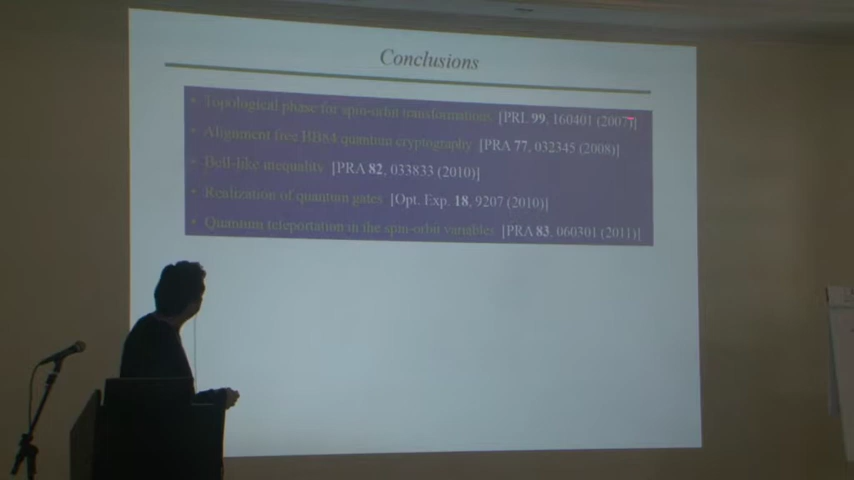 Conclusions
• Topological phase for spin-orbit transformations [PRL 99, 160401 (2007)]
• Alignment free BB84 quantum cryptography [PRA 77, 032345 (2008)]
• Bell-like inequality [PRA 82, 033833 (2010)]
• Realization of quantum gates [Opt. Exp. 18, 9207 (2010)]
• Quantum teleportation in the spin-orbit variables [PRA 83, 060301 (2011)]